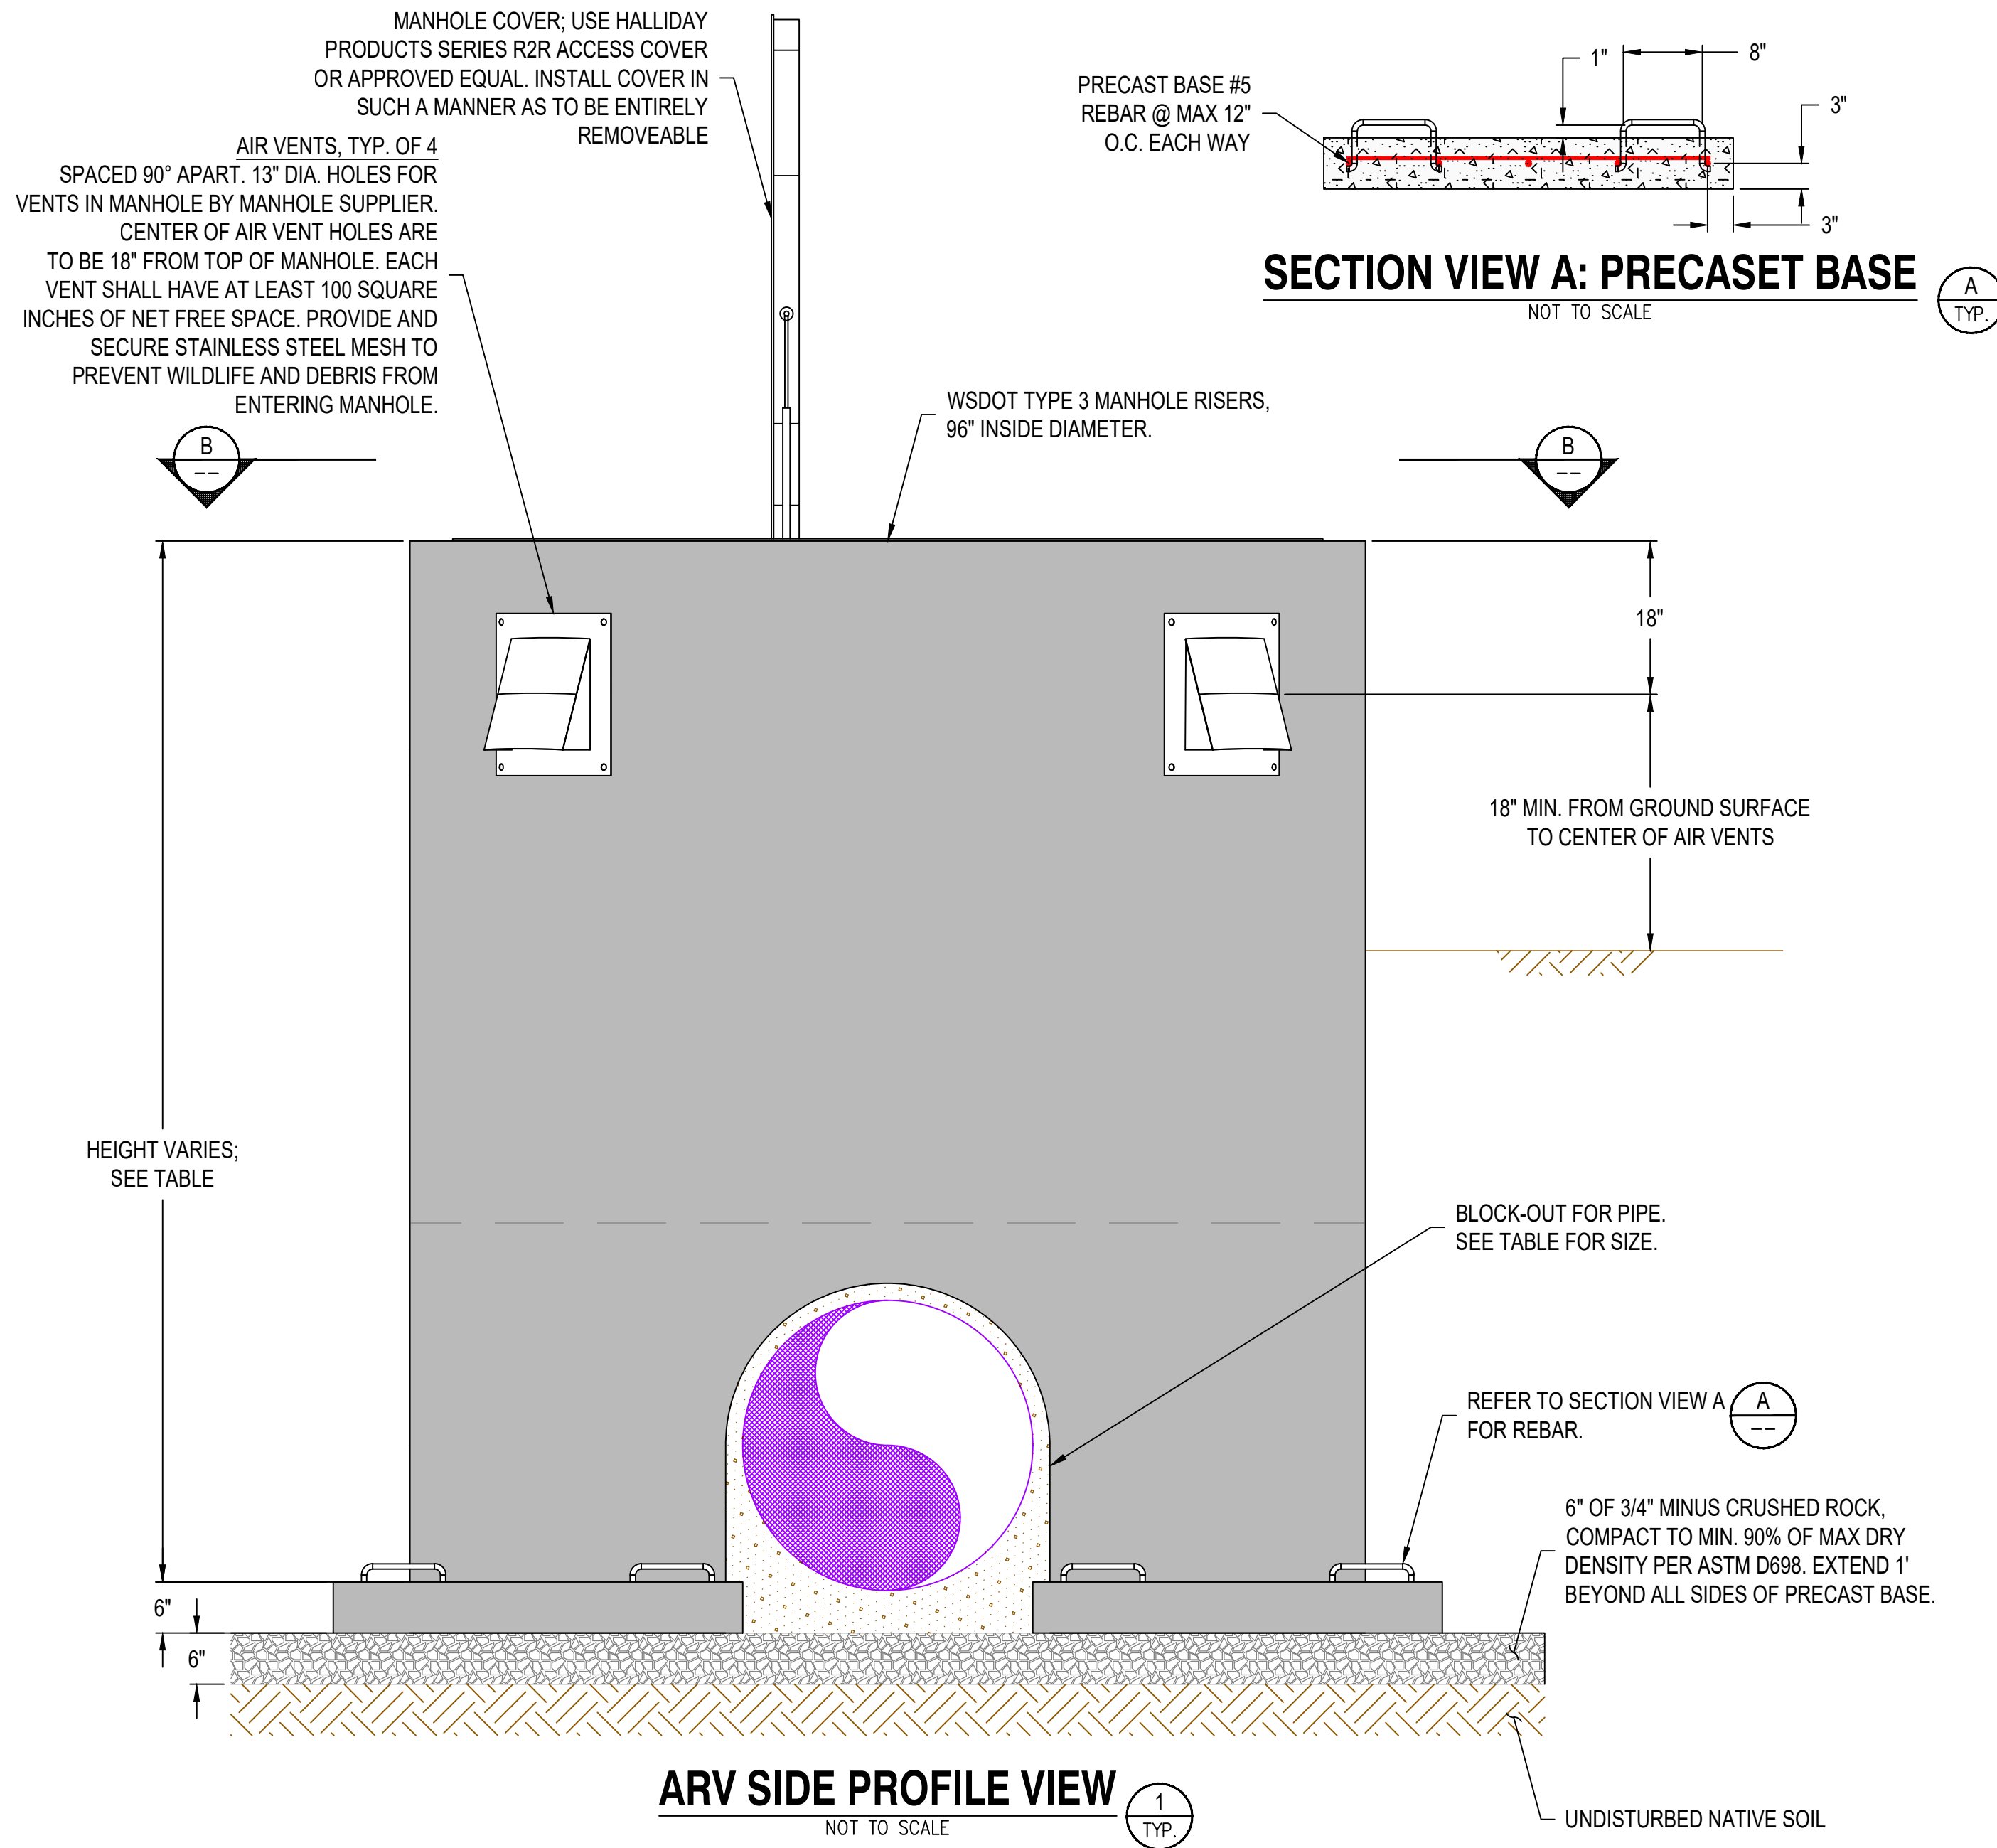 MANHOLE COVER; USE HALLIDAY
PRODUCTS SERIES R2R ACCESS COVER
OR APPROVED EQUAL. INSTALL COVER IN
SUCH A MANNER AS TO BE ENTIRELY
REMOVEABLE
AIR VENTS, TYP. OF 4
SPACED 90° APART. 13" DIA. HOLES FOR
VENTS IN MANHOLE BY MANHOLE SUPPLIER.
CENTER OF AIR VENT HOLES ARE
TO BE 18" FROM TOP OF MANHOLE. EACH
VENT SHALL HAVE AT LEAST 100 SQUARE
INCHES OF NET FREE SPACE. PROVIDE AND
SECURE STAINLESS STEEL MESH TO
PREVENT WILDLIFE AND DEBRIS FROM
ENTERING MANHOLE.
PRECAST BASE #5
REBAR @ MAX 12"
O.C. EACH WAY
1"
8"
3"
3"
SECTION VIEW A: PRECASET BASE
NOT TO SCALE
A
TYP.
WSDOT TYPE 3 MANHOLE RISERS,
96" INSIDE DIAMETER.
B
--
B
--
18"
18" MIN. FROM GROUND SURFACE
TO CENTER OF AIR VENTS
HEIGHT VARIES;
SEE TABLE
BLOCK-OUT FOR PIPE.
SEE TABLE FOR SIZE.
REFER TO SECTION VIEW A
FOR REBAR.
A
--
6" OF 3/4" MINUS CRUSHED ROCK,
COMPACT TO MIN. 90% OF MAX DRY
DENSITY PER ASTM D698. EXTEND 1'
BEYOND ALL SIDES OF PRECAST BASE.
6"
6"
ARV SIDE PROFILE VIEW
NOT TO SCALE
1
TYP.
UNDISTURBED NATIVE SOIL